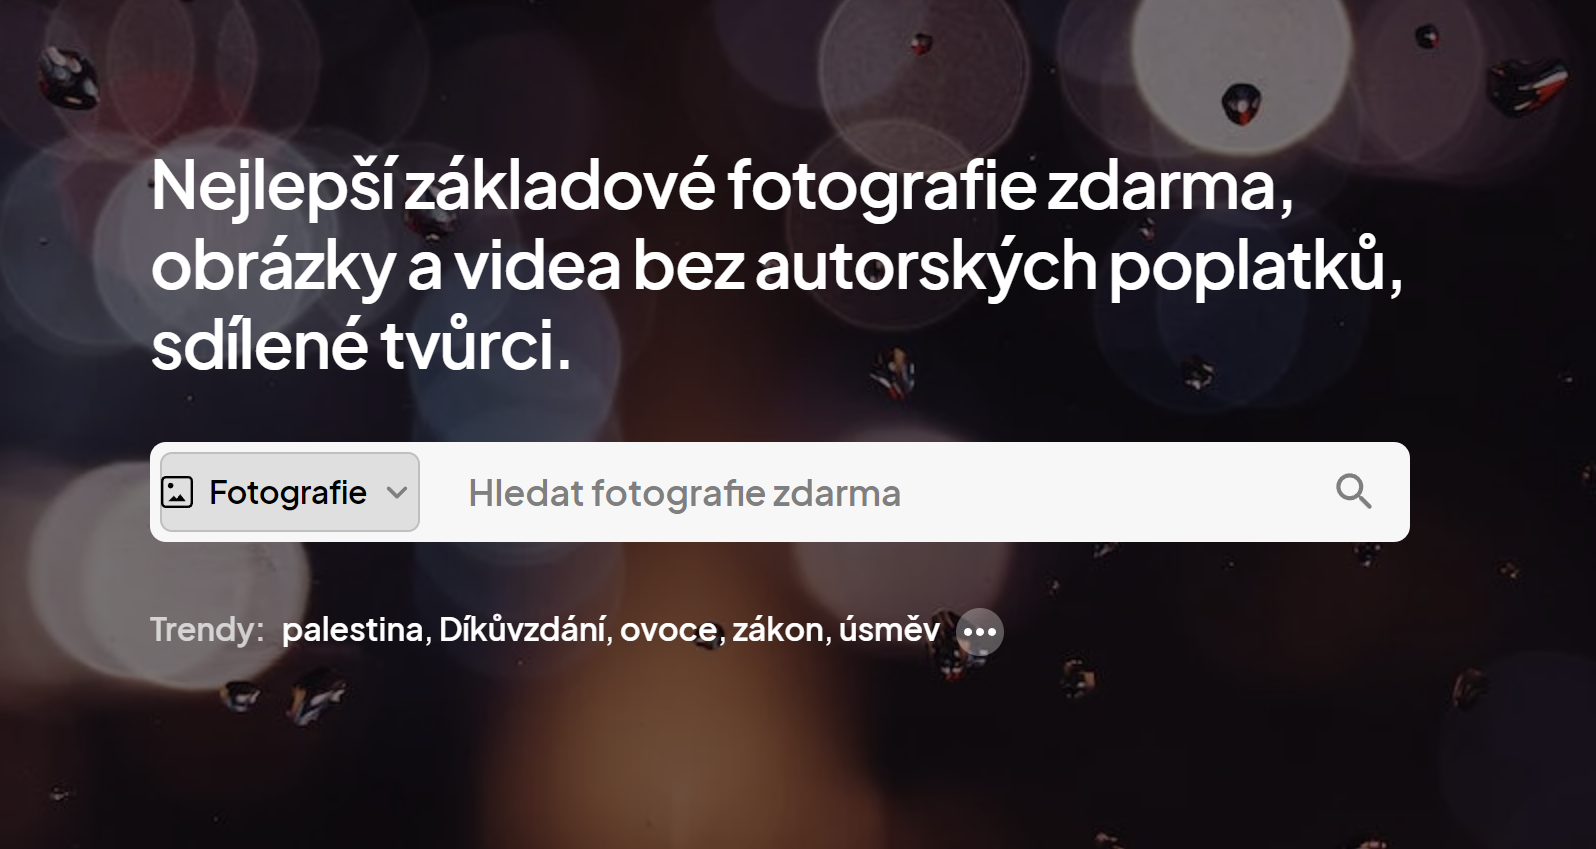 Nejlepší základové fotografie zdarma,
obrázky a videa bez autorských poplatků,
sdílené tvůrci.
Fotografie
Hledat fotografie zdarma
Trendy: palestina, Díkůvzdání, ovoce, zákon, úsměv